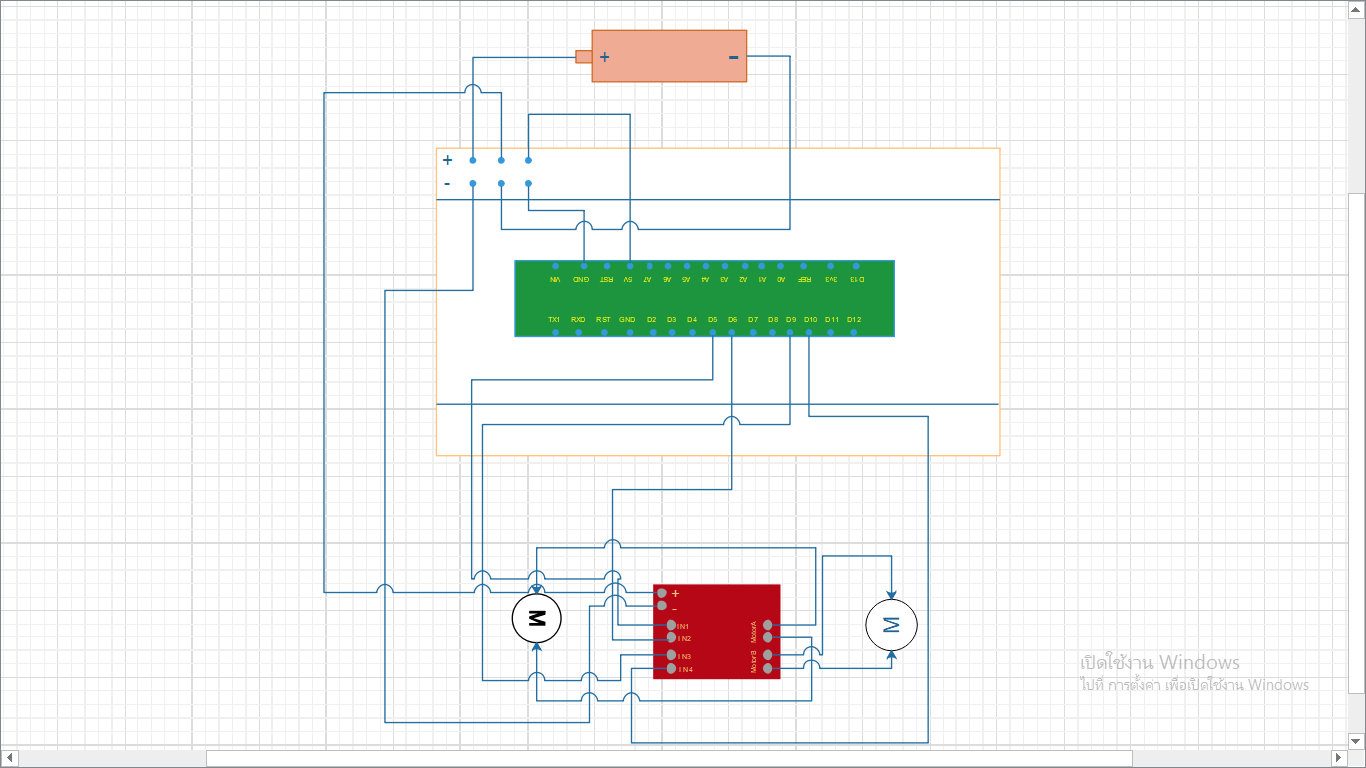 + −
+
-
VIN GND RST 5V A7 A6 A5 A4 A3 A2 A1 A0 REF 3V3 D13
TX1 RXD RST GND D2 D3 D4 D5 D6 D7 D8 D9 D10 D11 D12
+
-
IN1
IN2
IN3
IN4
MotorA
MotorB
M
M
เปิดใช้งาน Windows
ไปที่ การตั้งค่า เพื่อเปิดใช้งาน Windows